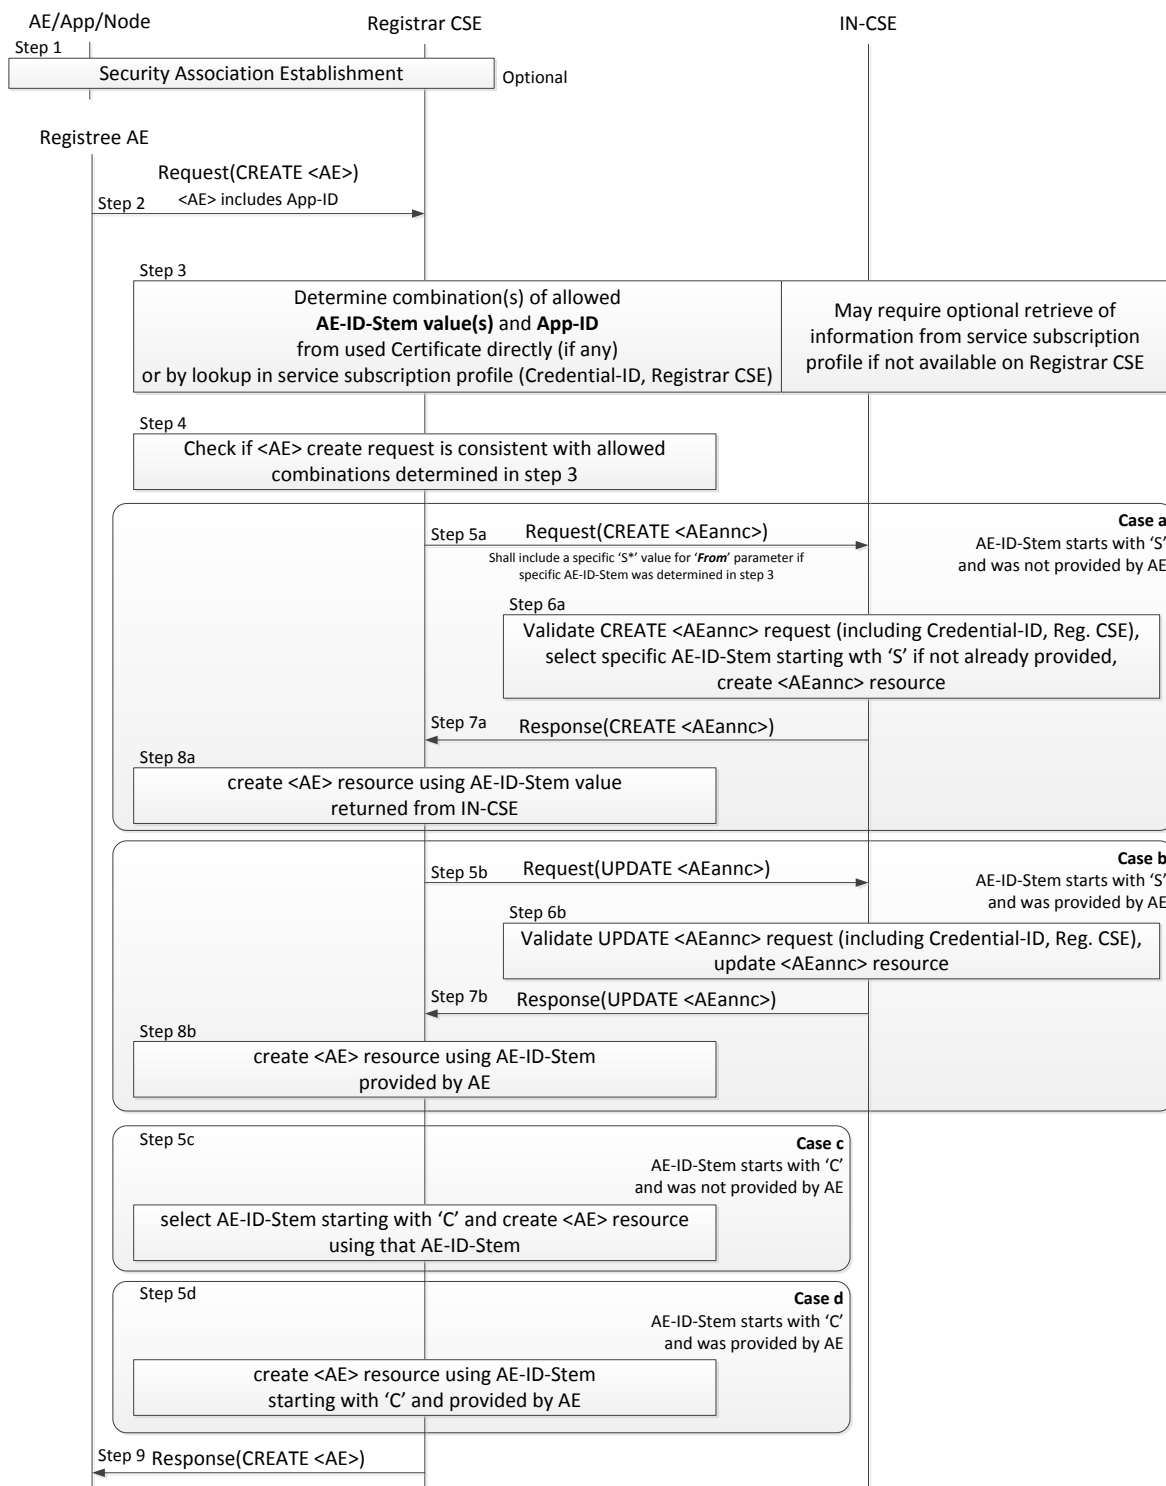 AE/App/Node
Registrar CSE
IN-CSE
Step 1
Security Association Establishment
Optional
Registree AE
Request(CREATE <AE>)
<AE> includes App-ID
Step 2
Step 3
Determine combination(s) of allowed
AE-ID-Stem value(s) and App-ID
from used Certificate directly (if any)
or by lookup in service subscription profile (Credential-ID, Registrar CSE)
May require optional retrieve of
information from service subscription
profile if not available on Registrar CSE
Step 4
Check if <AE> create request is consistent with allowed
combinations determined in step 3
Case a
AE-ID-Stem starts with ‘S’
and was not provided by AE
Step 5a
Request(CREATE <AEannc>)
Shall include a specific ‘S*’ value for ‘From’ parameter if
specific AE-ID-Stem was determined in step 3
Step 6a
Validate CREATE <AEannc> request (including Credential-ID, Reg. CSE),
select specific AE-ID-Stem starting wth ‘S’ if not already provided,
create <AEannc> resource
Step 7a
Response(CREATE <AEannc>)
Step 8a
create <AE> resource using AE-ID-Stem value
returned from IN-CSE
Case b
AE-ID-Stem starts with ‘S’
and was provided by AE
Step 5b
Request(UPDATE <AEannc>)
Step 6b
Validate UPDATE <AEannc> request (including Credential-ID, Reg. CSE),
update <AEannc> resource
Step 7b
Response(UPDATE <AEannc>)
Step 8b
create <AE> resource using AE-ID-Stem
provided by AE
Step 5c
Case c
AE-ID-Stem starts with ‘C’
and was not provided by AE
select AE-ID-Stem starting with ‘C’ and create <AE> resource
using that AE-ID-Stem
Step 5d
Case d
AE-ID-Stem starts with ‘C’
and was provided by AE
create <AE> resource using AE-ID-Stem
starting with ‘C’ and provided by AE
Step 9
Response(CREATE <AE>)